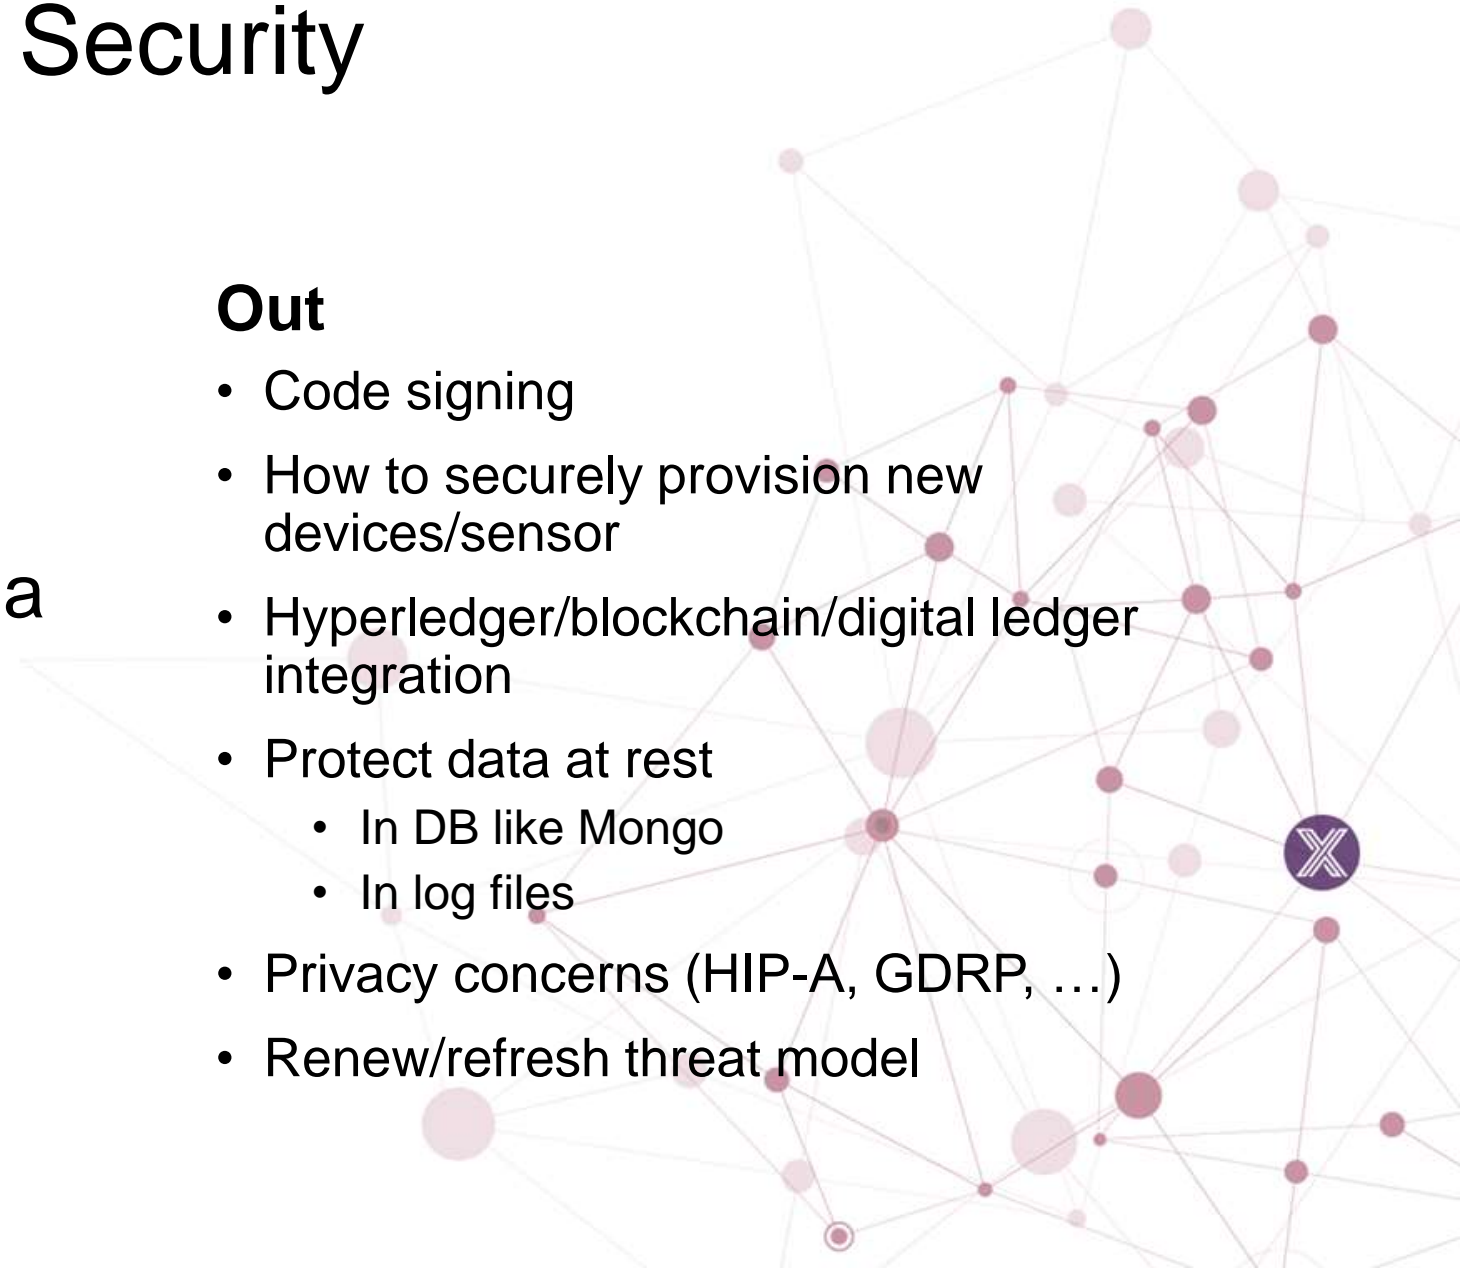 Security
Out
• Code signing
• How to securely provision new
devices/sensor
a
• Hyperledger/blockchain/digital ledger
integration
• Protect data at rest
• In DB like Mongo
• In log files
• Privacy concerns (HIP-A, GDRP, …)
• Renew/refresh threat model